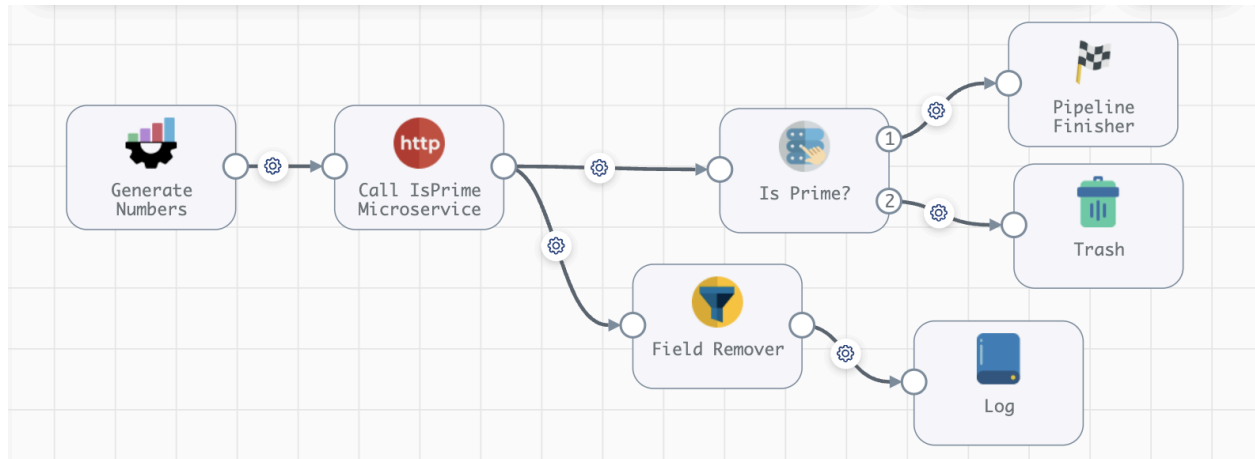 Generate
Numbers
http
Call IsPrime
Microservice
Is Prime?
1
2
Pipeline
Finisher
Trash
Field Remover
Log